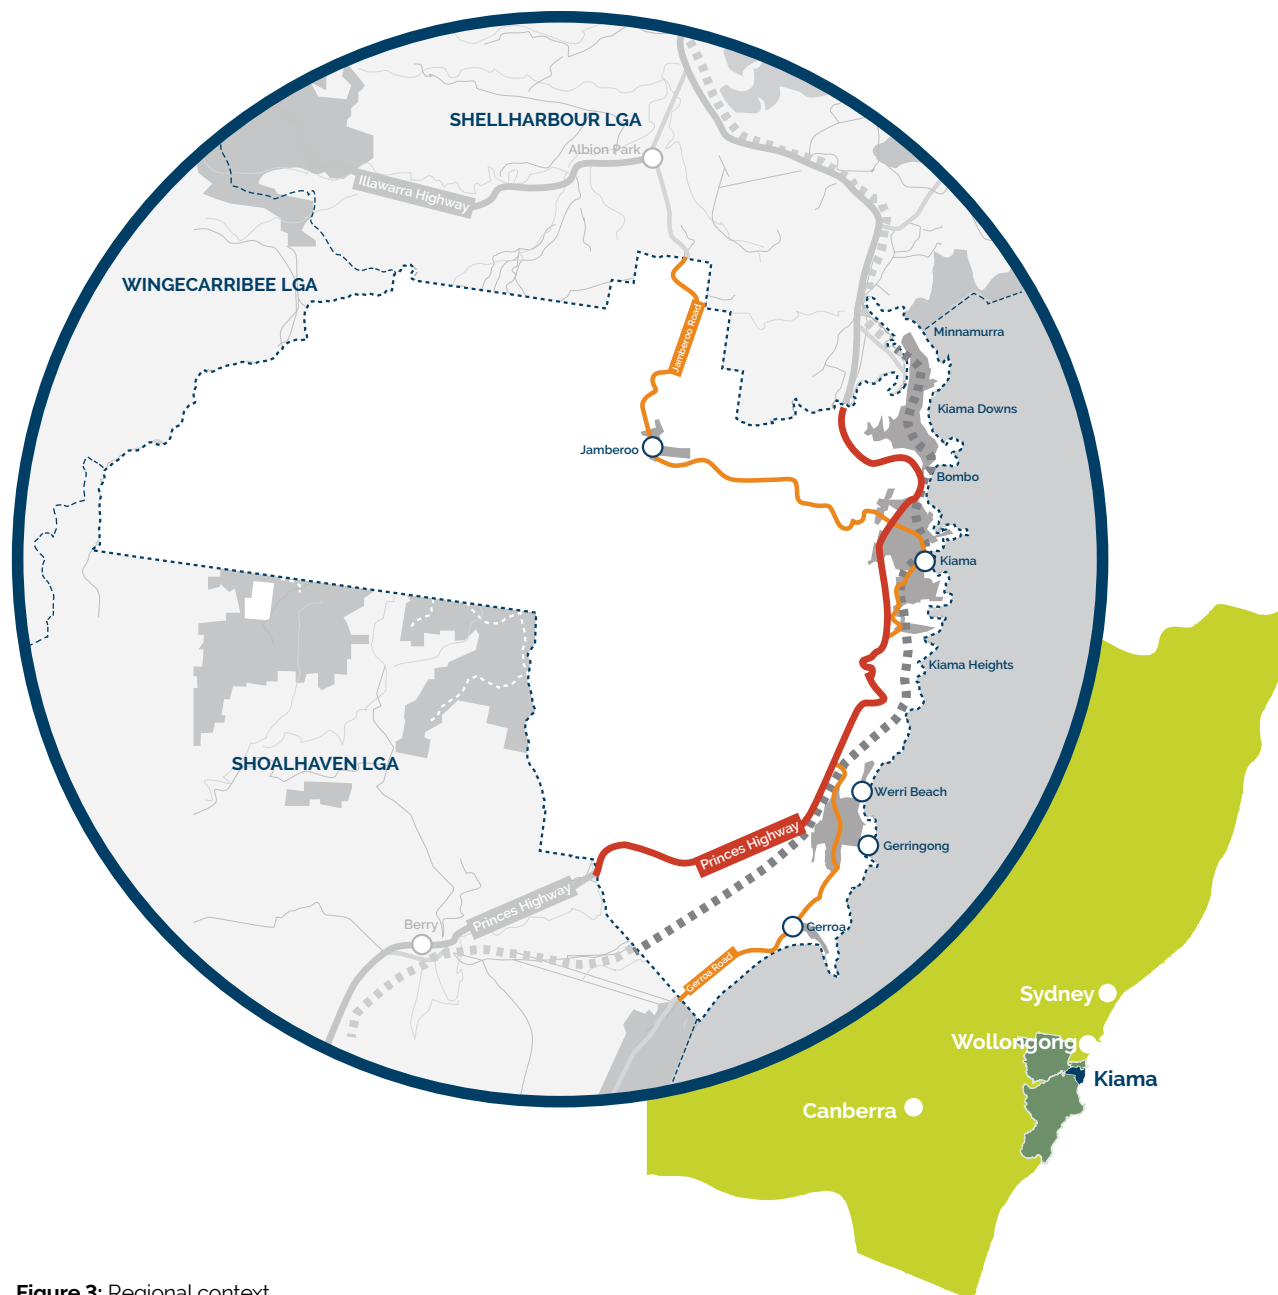 SHELLHARBOUR LGA
Albion Park
Illawarra Highway
WINGECARRIBEE LGA
Jamberoo Road
Minnamurra
Kiama Downs
Jamberoo
Bombo
Kiama
Kiama Heights
SHOALHAVEN LGA
Werri Beach
Princes Highway
Gerringong
Princes Highway
Berry
Gerroa
Gerroa Road
Sydney
Wollongong
Kiama
Canberra
Figure 3: Regional context